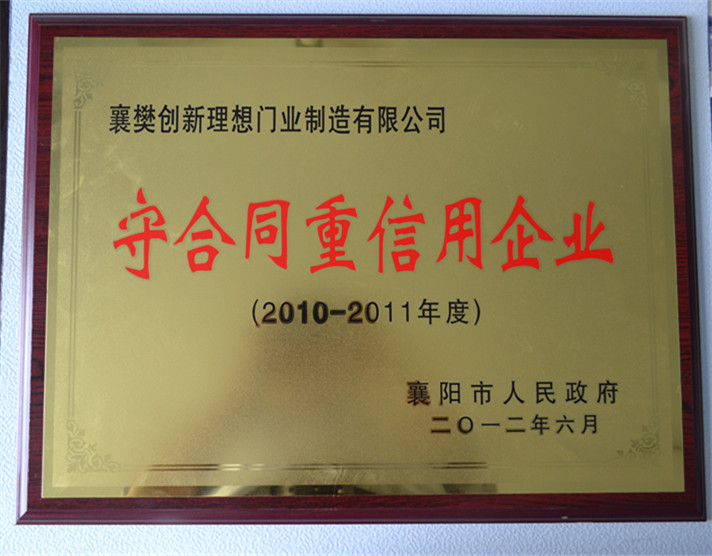 襄樊创新理想门业制造有限公司
守合同重信用企业
(2010-2011年度)
襄阳市人民政府
二〇一二年六月